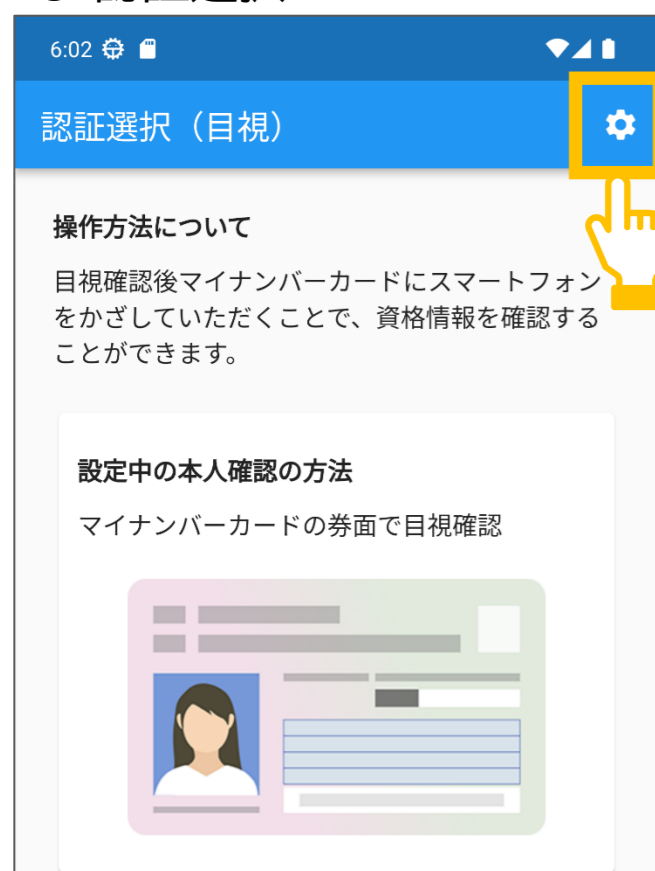 6:02
認証選択（目視）
操作方法について
目視確認後マイナンバーカードにスマートフォン
をかざしていただくことで、資格情報を確認する
ことができます。
設定中の本人確認の方法
マイナンバーカードの券面で目視確認